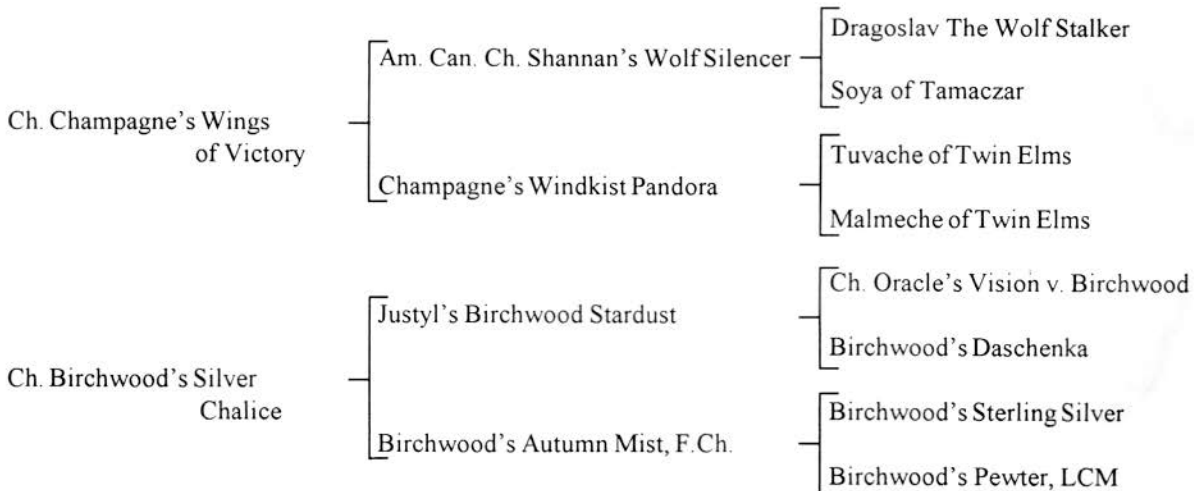 Dragoslav The Wolf Stalker
Am. Can. Ch. Shannan's Wolf Silencer
Soya of Tamaczar
Ch. Champagne's Wings
of Victory
Tuvache of Twin Elms
Champagne's Windkist Pandora
Malmeche of Twin Elms
Ch. Oracle's Vision v. Birchwood
Justyl's Birchwood Stardust
Birchwood's Daschenka
Ch. Birchwood's Silver
Chalice
Birchwood's Sterling Silver
Birchwood's Autumn Mist, F.Ch.
Birchwood's Pewter, LCM